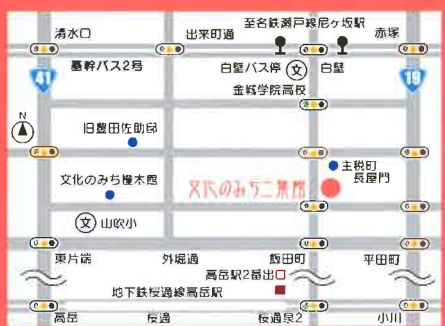 至名鉄瀬戸線尼ヶ坂駅
清水口
出来町通
赤塚
41
基幹バス2号
白壁バス停
文
白壁
19
金城学院高校
N
旧豊田佐助邸
主税町
長屋門
文化のみち橦木館
文化のみち二葉館
文 山吹小
東片端
外堀通
飯田町
平田町
高岳駅2番出口
地下鉄桜通線高岳駅
高岳
桜通
桜通泉2
小川